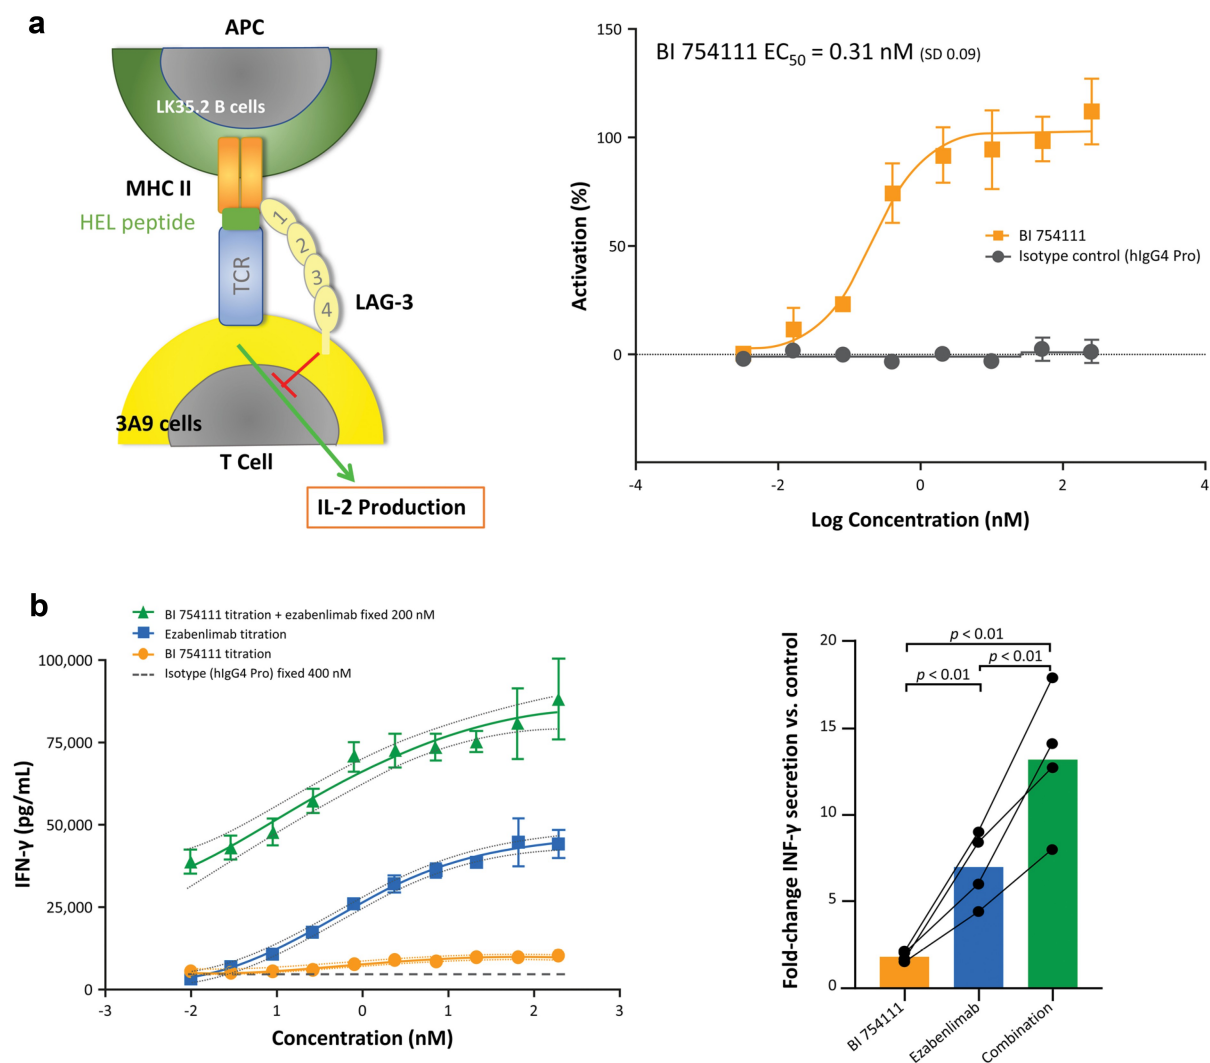 a
APC
LK35.2 B cells
MHC II
HEL peptide
TCR
1
2
3
4
LAG-3
3A9 cells
T Cell
IL-2 Production
BI 754111 EC50 = 0.31 nM (SD 0.09)
150
100
50
0
Activation (%)
BI 754111
Isotype control (hIgG4 Pro)
-4
-2
0
2
4
Log Concentration (nM)
b
BI 754111 titration + ezabenlimab fixed 200 nM
Ezabenlimab titration
BI 754111 titration
Isotype (hIgG4 Pro) fixed 400 nM
100,000
75,000
50,000
25,000
0
IFN-γ (pg/mL)
-3
-2
1
0
1
2
3
Concentration (nM)
Fold-change INF-γ secretion vs. control
20
15
10
5
0
p < 0.01
p < 0.01
p < 0.01
BI 754111
Ezabenlimab
Combination